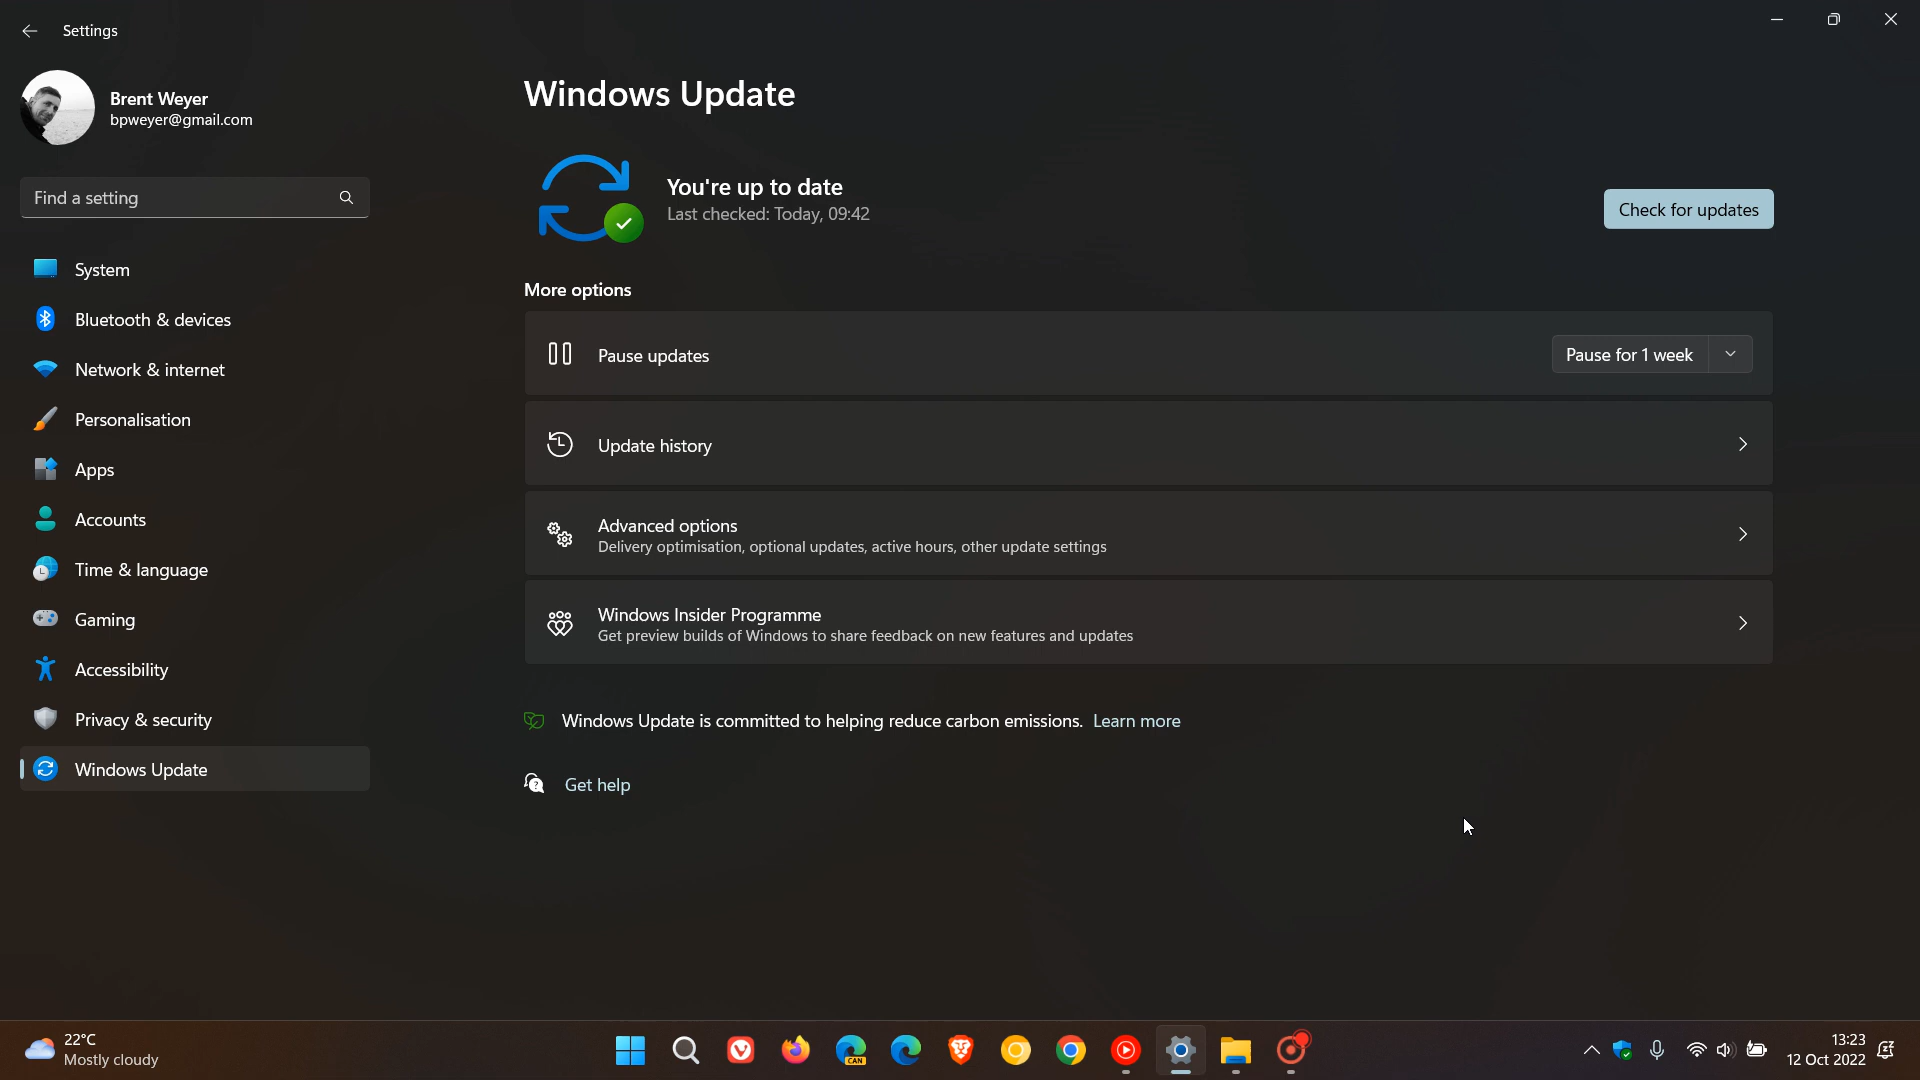 Settings
Brent Weyer
bpweyer@gmail.com
Find a setting
System
Bluetooth & devices
Network & internet
Personalisation
Apps
Accounts
Time & language
Gaming
Accessibility
Privacy & security
Windows Update
Windows Update
You're up to date
Last checked: Today, 09:42
Check for updates
More options
Pause updates
Pause for 1 week
Update history
Advanced options
Delivery optimisation, optional updates, active hours, other update settings
Windows Insider Programme
Get preview builds of Windows to share feedback on new features and updates
Windows Update is committed to helping reduce carbon emissions. Learn more
Get help
22°C
Mostly cloudy
CAN
13:23
12 Oct 2022